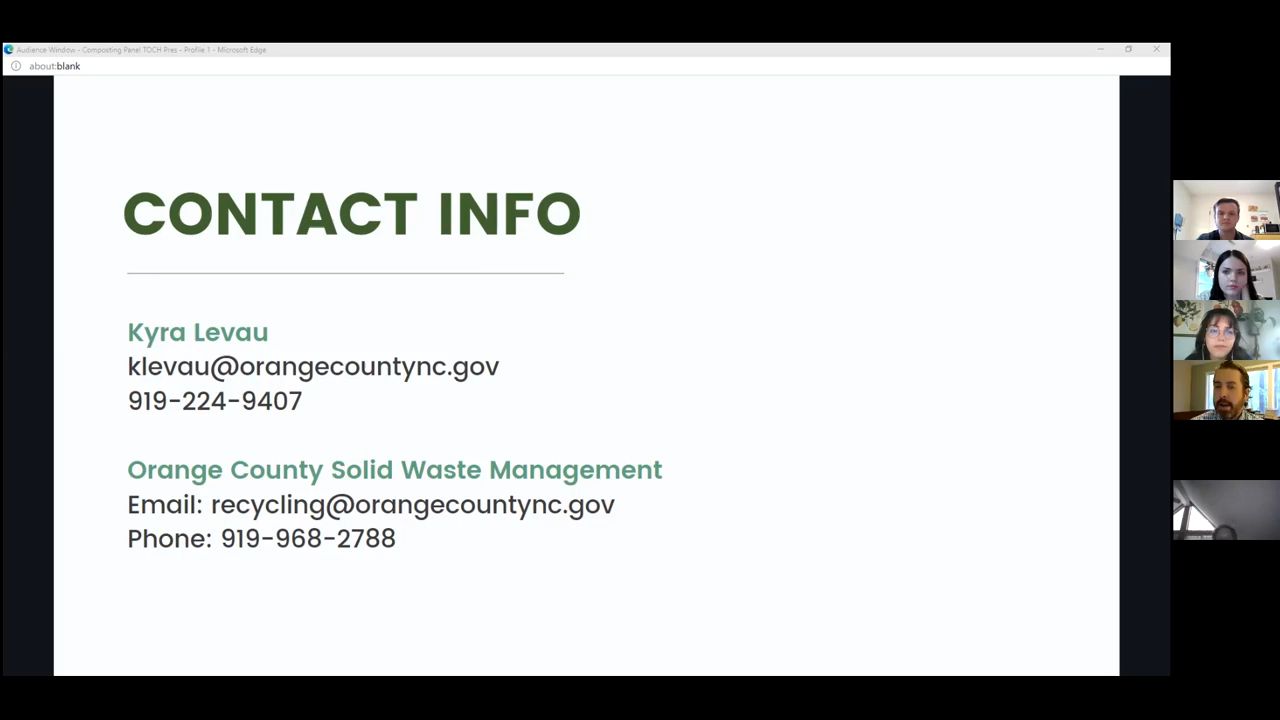 Audience Window - Composting Panel TOCH Pres - Profile 1 - Microsoft Edge
about:blank
CONTACT INFO
Kyra Levau
klevau@orangecountync.gov
919-224-9407
Orange County Solid Waste Management
Email: recycling@orangecountync.gov
Phone: 919-968-2788